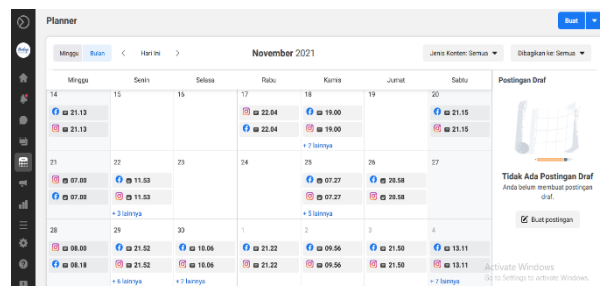 Planner
Buat
Minggu Bulan Hari Ini November 2021 Jenis Konten: Semua Dibagikan ke: Semua
Minggu Senin Selasa Rabu Kamis Jumat Sabtu Postingan Draf
14 15 16 17 18 19 20
21.13 22.04 19.00 21.15
21.13 22.04 19.00 21.15
+ 2 lainnya
21 22 23 24 25 26 27
07.00 11.53 07.27 20.58
07.00 11.53 07.27 20.58
+ 3 lainnya + 5 lainnya
Tidak Ada Postingan Draf
Anda belum membuat postingan
draf.
Buat postingan
28 29 30 1 2 3 4
08.00 21.52 10.06 21.22 09.56 21.50 13.11
08.18 21.52 10.06 21.22 09.56 21.50 13.11
+ 6 lainnya + 2 lainnya + 2 lainnya
Activate Windows
Go to Settings to activate Windows.